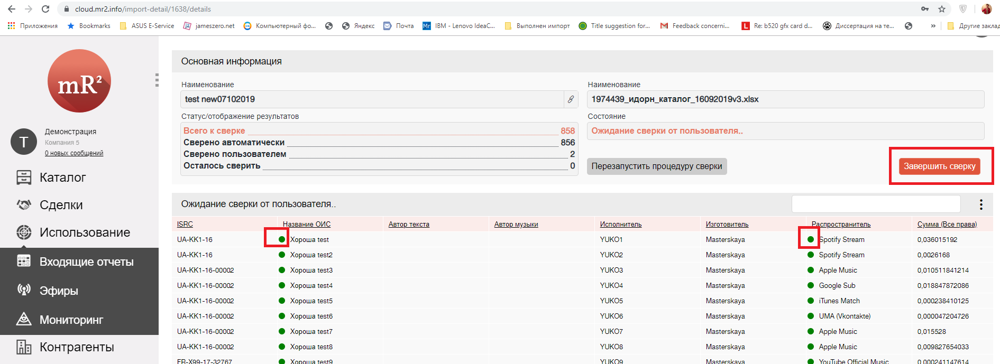 cloud.mr2.info/import-detail/1638/details
Приложения Bookmarks ASUS E-Service jameszero.net Компьютерный фо... Яндекс Почта IBM - Lenovo IdeaC... Выполнен импорт Title suggestion for... Feedback concerni... Re: b520 gfx card d... Диссертация на те... » Другие заклад
mR²
T
Демонстрация
Компания 5
0 новых сообщений
Каталог
Сделки
Использование
Входящие отчеты
Эфиры
Мониторинг
Контрагенты
Основная информация
Наименование
test new07102019
Статус/отображение результатов
Всего к сверке 858
Сверено автоматически 856
Сверено пользователем 2
Осталось сверить 0
Наименование
1974439_идорн_каталог_16092019v3.xlsx
Состояние
Ожидание сверки от пользователя..
Перезапустить процедуру сверки
Завершить сверку
Ожидание сверки от пользователя..
ISRC Название ОИС Автор текста Автор музыки Исполнитель Изготовитель Распространитель Сумма (Все права)
UA-KK1-16 Хороша test YUKO1 Masterskaya Spotify Stream 0,036015192
UA-KK1-16 Хороша test2 YUKO2 Masterskaya Spotify Stream 0,0026168
UA-KK1-16-00002 Хороша test3 YUKO3 Masterskaya Apple Music 0,010511841214
UA-KK1-16-00002 Хороша test4 YUKO4 Masterskaya Google Sub 0,018847872086
UA-KK1-16-00002 Хороша test5 YUKO5 Masterskaya iTunes Match 0,000238410125
UA-KK1-16-00002 Хороша test6 YUKO6 Masterskaya UMA (Vkontakte) 0,000047204726
UA-KK1-16-00002 Хороша test7 YUKO7 Masterskaya Apple Music 0,015528
UA-KK1-16-00002 Хороша test8 YUKO8 Masterskaya Apple Music 0,009827654033
FR-X99-17-32767 Хороша test9 YUKO9 Masterskaya YouTube Official Music 0,000241147614